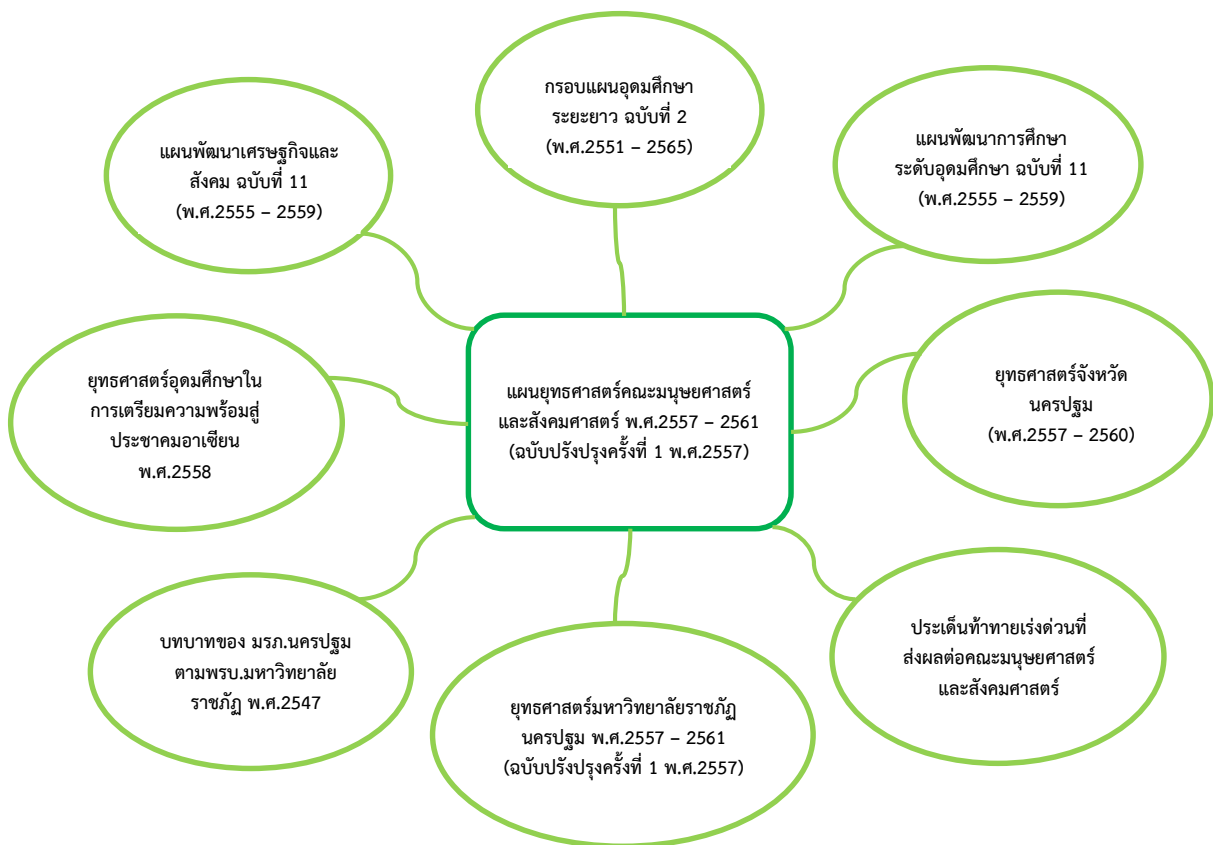 กรอบแผนอุดมศึกษา
ระยะยาว ฉบับที่ 2
(พ.ศ.2551 – 2565)
แผนพัฒนาเศรษฐกิจและ
สังคม ฉบับที่ 11
(พ.ศ.2555 – 2559)
แผนพัฒนาการศึกษา
ระดับอุดมศึกษา ฉบับที่ 11
(พ.ศ.2555 – 2559)
ยุทธศาสตร์อุดมศึกษาใน
การเตรียมความพร้อมสู่
ประชาคมอาเซียน
พ.ศ.2558
แผนยุทธศาสตร์คณะมนุษยศาสตร์
และสังคมศาสตร์ พ.ศ.2557 – 2561
(ฉบับปรังปรุงครั้งที่ 1 พ.ศ.2557)
ยุทธศาสตร์จังหวัด
นครปฐม
(พ.ศ.2557 – 2560)
บทบาทของ มรภ.นครปฐม
ตามพรบ.มหาวิทยาลัย
ราชภัฏ พ.ศ.2547
ยุทธศาสตร์มหาวิทยาลัยราชภัฏ
นครปฐม พ.ศ.2557 – 2561
(ฉบับปรังปรุงครั้งที่ 1 พ.ศ.2557)
ประเด็นท้าทายเร่งด่วนที่
ส่งผลต่อคณะมนุษยศาสตร์
และสังคมศาสตร์